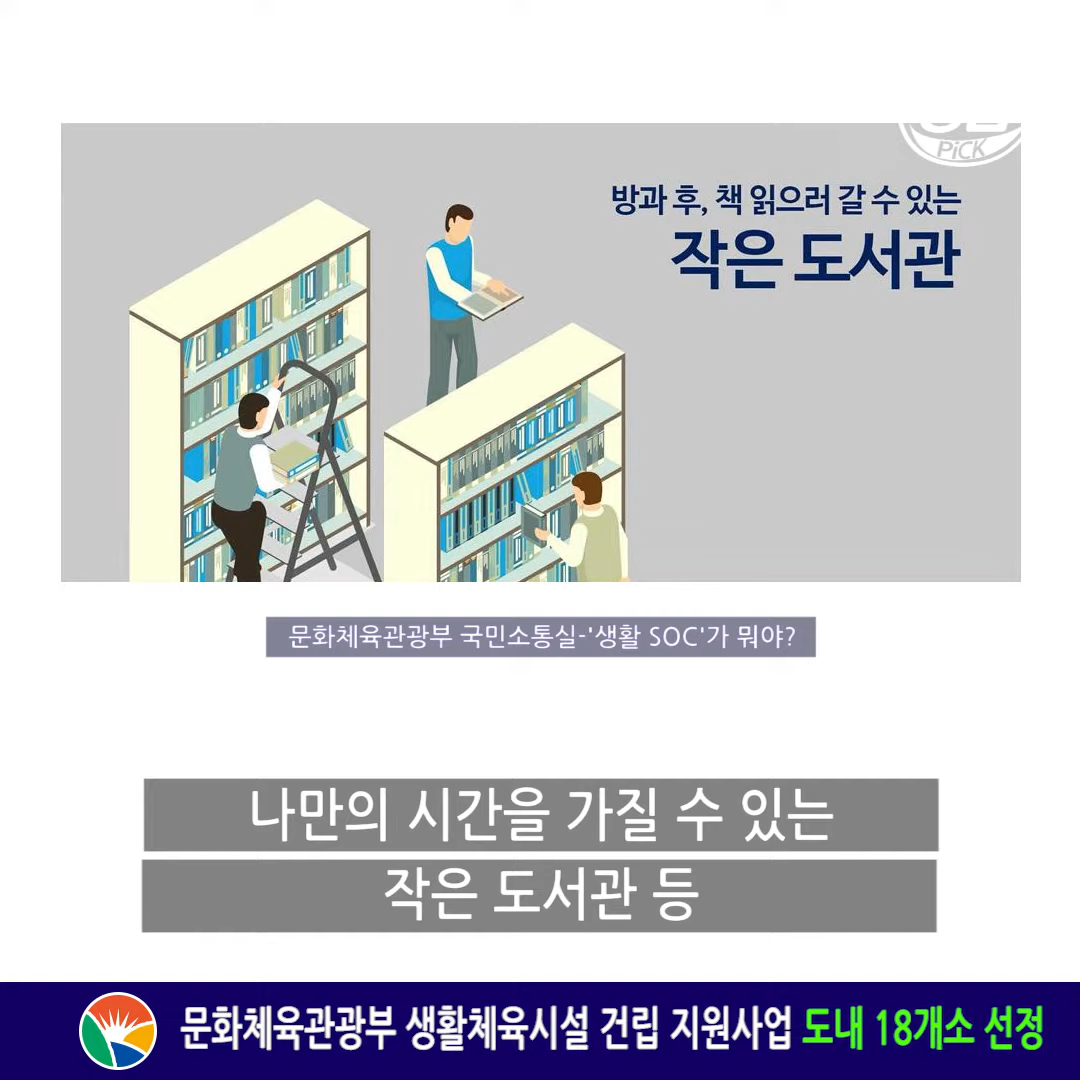 PiCK
방과 후, 책 읽으러 갈 수 있는
작은 도서관
문화체육관광부 국민소통실-'생활 SOC'가 뭐야?
나만의 시간을 가질 수 있는
작은 도서관 등
문화체육관광부 생활체육시설 건립 지원사업 도내 18개소 선정